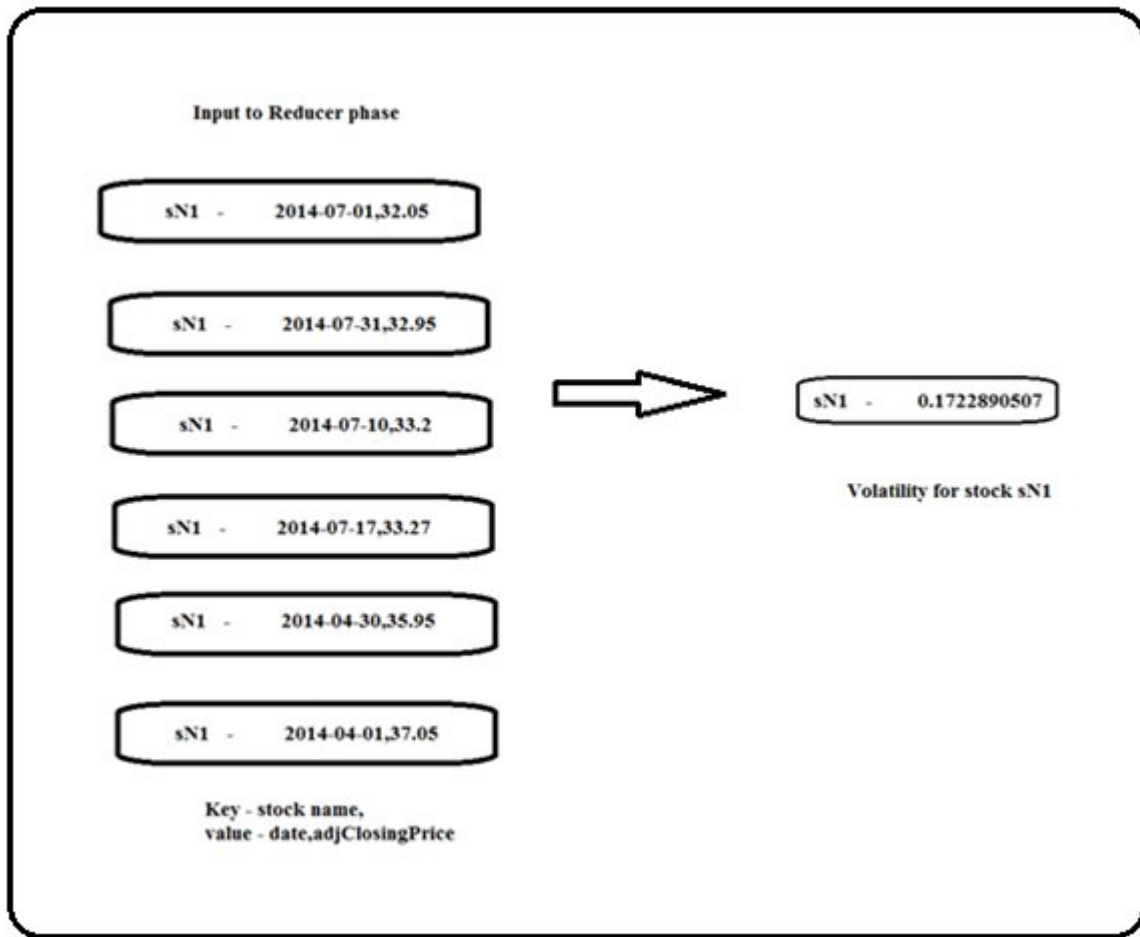 Input to Reducer phase
sN1 - 2014-07-01,32.05
sN1 - 2014-07-31,32.95
sN1 - 2014-07-10,33.2
sN1 - 2014-07-17,33.27
sN1 - 2014-04-30,35.95
sN1 - 2014-04-01,37.05
Key - stock name,
value - date,adjClosingPrice
sN1 - 0.1722890507
Volatility for stock sN1